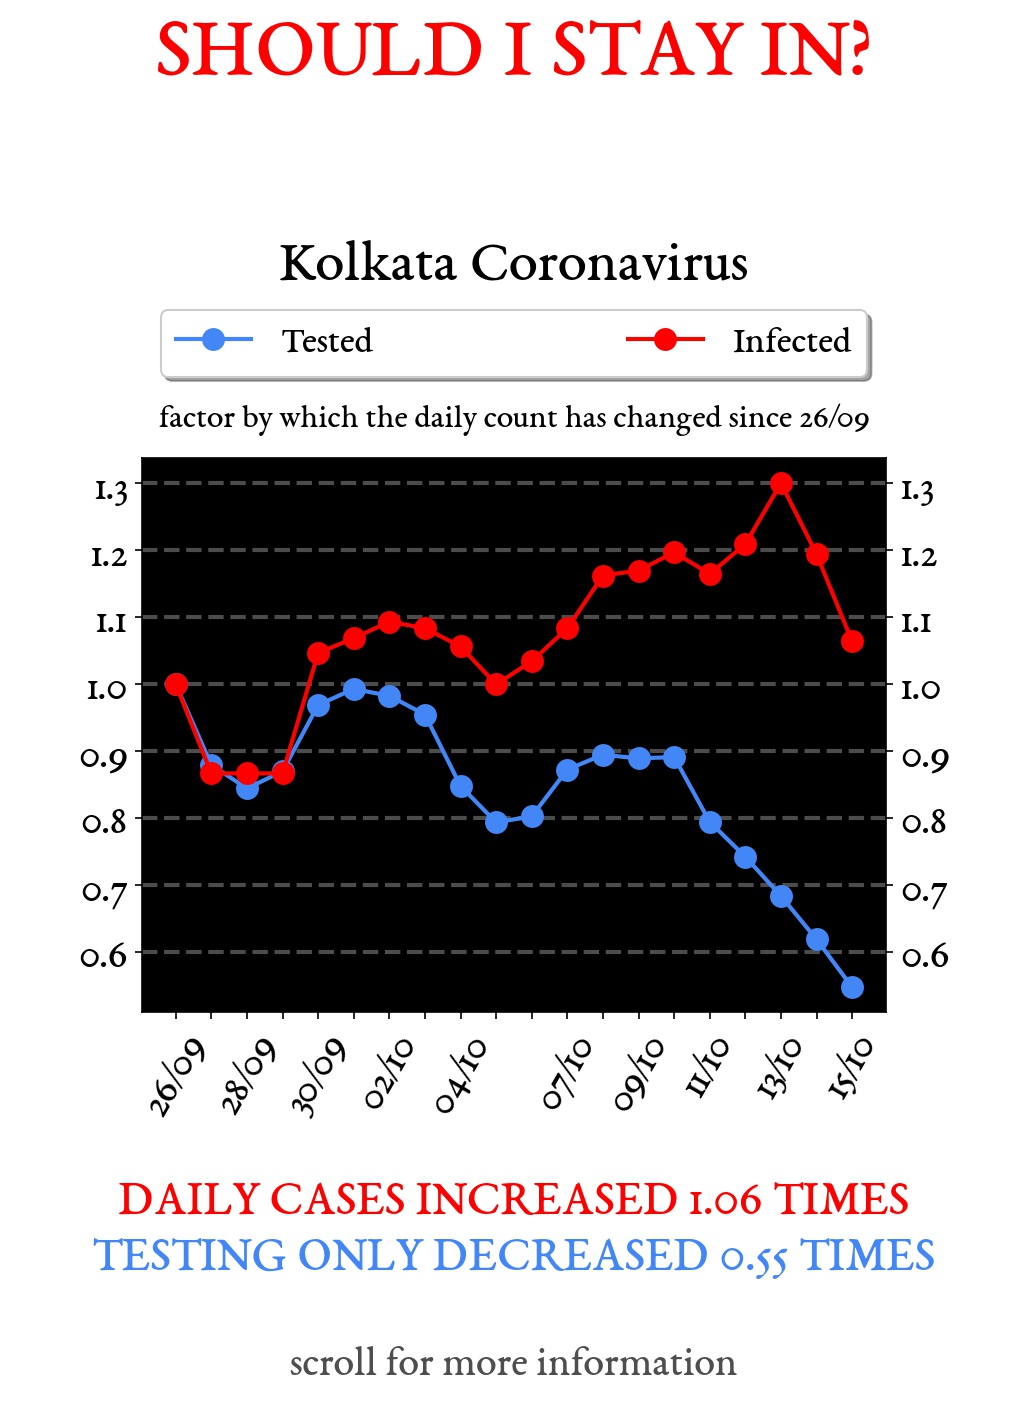 SHOULD I STAY IN?
Kolkata Coronavirus
Tested Infected
factor by which the daily count has changed since 26/09
1.3 1.3
1.2 1.2
1.1 1.1
1.0 1.0
0.9 0.9
0.8 0.8
0.7 0.7
0.6 0.6
26/09 28/09 30/09 02/10 04/10 07/10 09/10 11/10 13/10 15/10
DAILY CASES INCREASED 1.06 TIMES
TESTING ONLY DECREASED 0.55 TIMES
scroll for more information